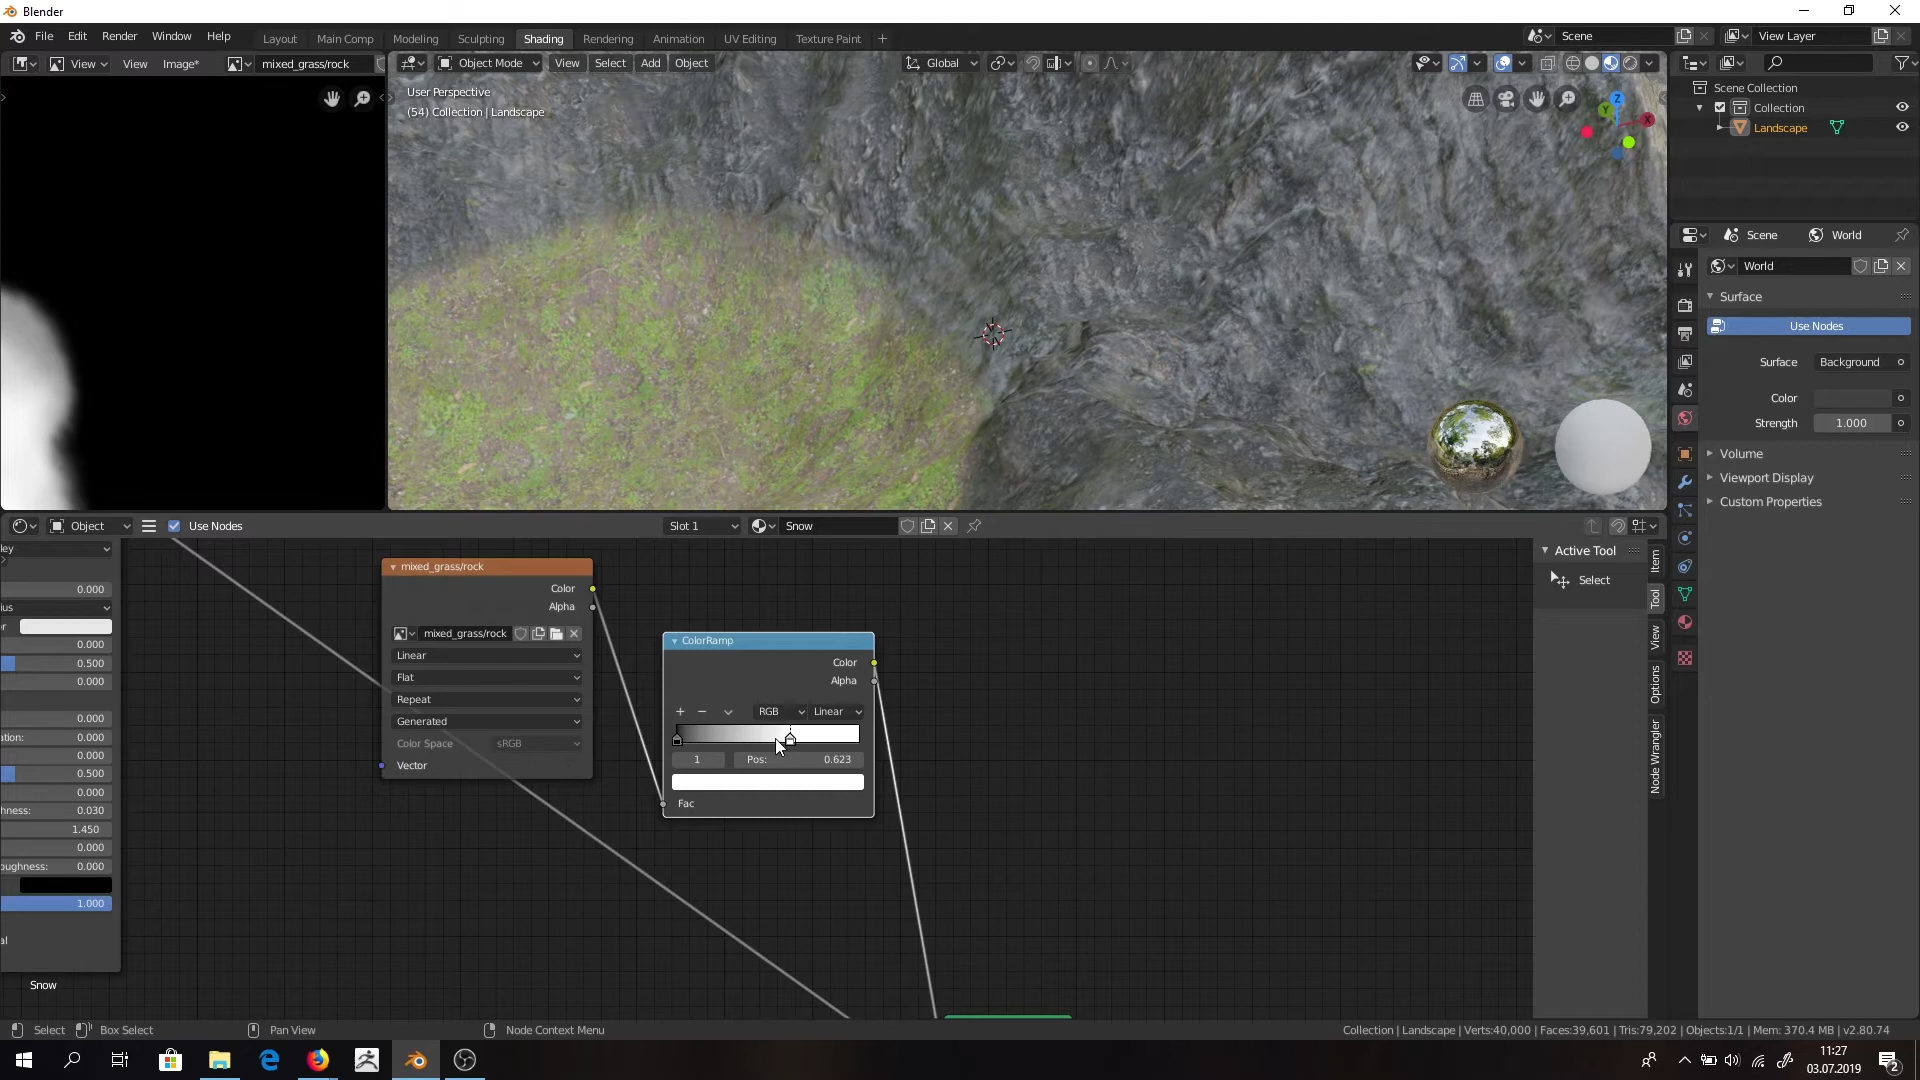 Blender
File Edit Render Window Help
Layout Main Comp Modeling Sculpting Shading Rendering Animation UV Editing Texture Paint
Scene View Layer
View View Image* mixed_grass/rock
Object Mode View Select Add Object Global
User Perspective
(54) Collection | Landscape
Z
Y
X
Scene Collection
Collection
Landscape
Scene World
World
Surface
Use Nodes
Surface Background
Color
Strength 1.000
Volume
Viewport Display
Custom Properties
Object Use Nodes Slot 1 Snow
ley
0.000
ius
r
0.000
0.500
0.000
0.000
ation: 0.000
0.000
0.500
0.000
hness: 0.030
1.450
0.000
oughness: 0.000
1.000
al
Snow
mixed_grass/rock
Color
Alpha
mixed_grass/rock
Linear
Flat
Repeat
Generated
Color Space sRGB
Vector
ColorRamp
Color
Alpha
RGB Linear
1 Pos: 0.623
Fac
Active Tool
Select
Item
Tool
View
Options
Node Wrangler
Select Box Select Pan View Node Context Menu
Collection | Landscape | Verts:40,000 | Faces:39,601 | Tris:79,202 | Objects:1/1 | Mem: 370.4 MB | v2.80.74
11:27
03.07.2019
2